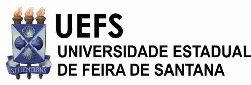 UEFS
UNIVERSIDADE ESTADUAL
DE FEIRA DE SANTANA